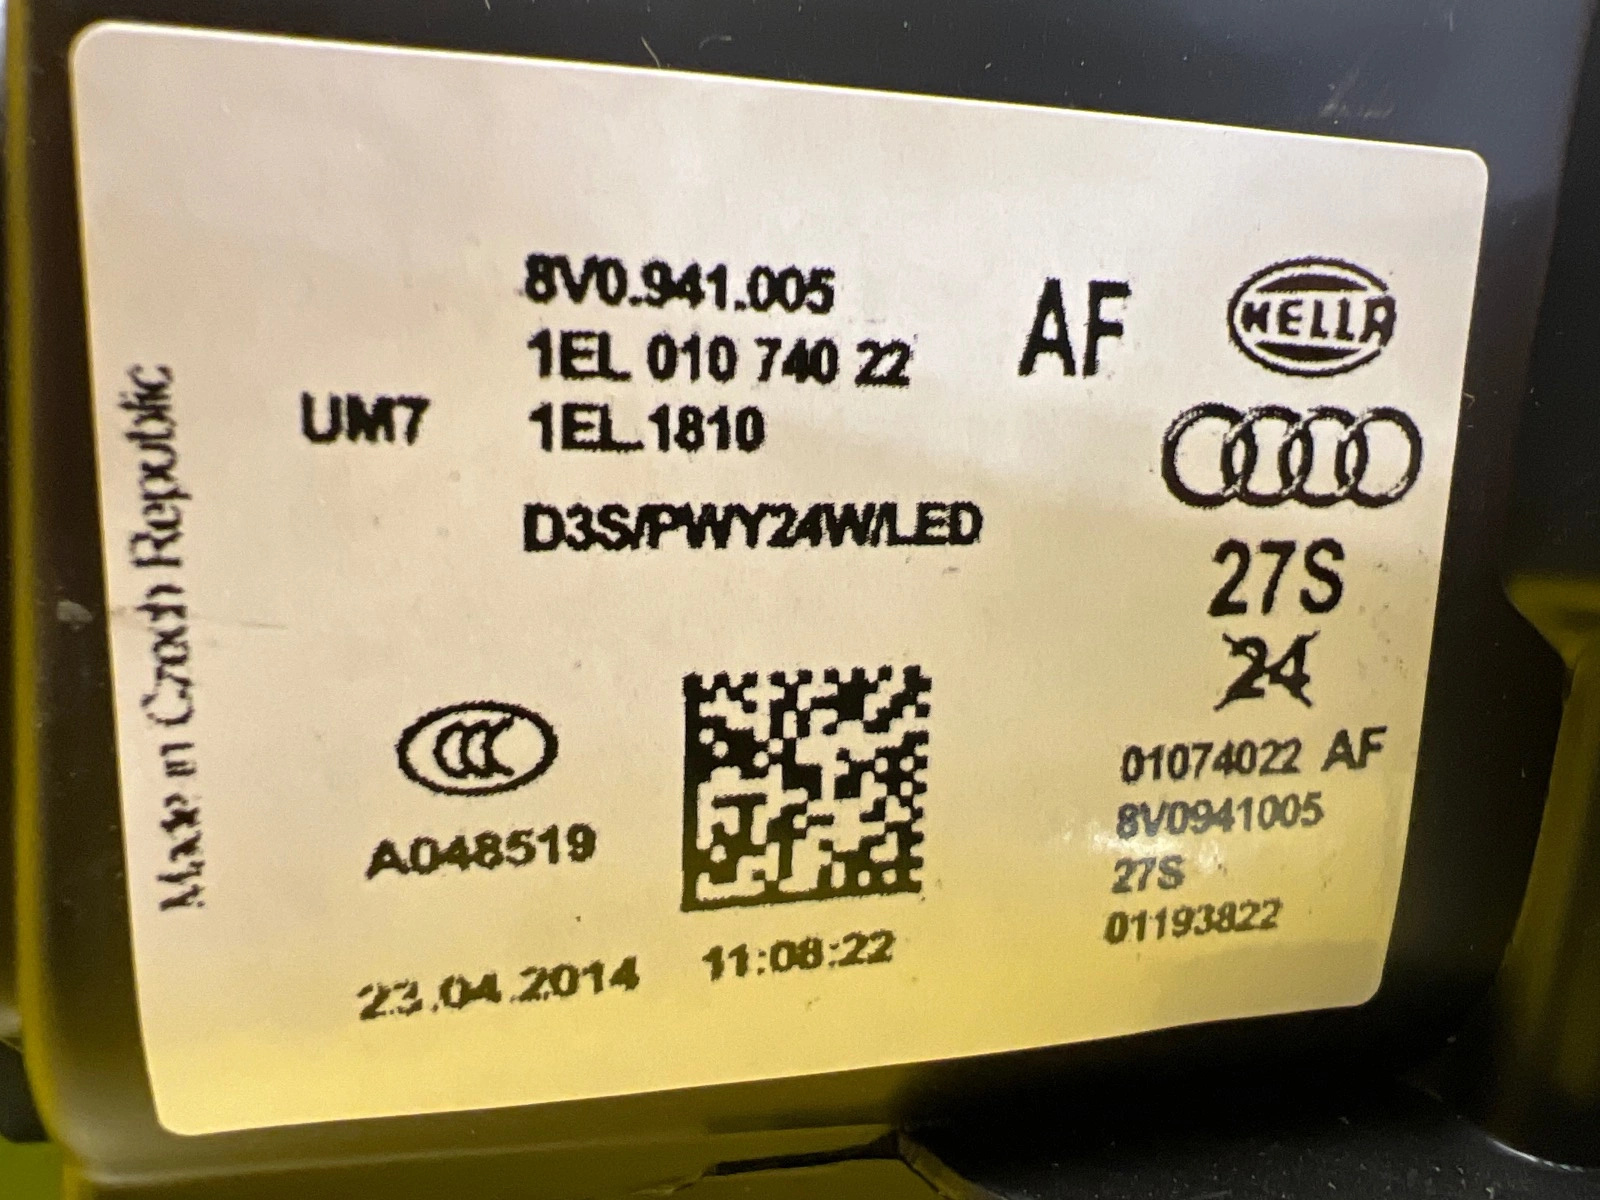 Made in Czech Republic
8V0.941.005
1EL 010 740 22
AF
HELLA
UM7
1EL.1810
D3S/PWY24W/LED
27S
24
CCC
A048519
01074022 AF
8V0941005
27S
01193822
23.04.2014 11:08:22